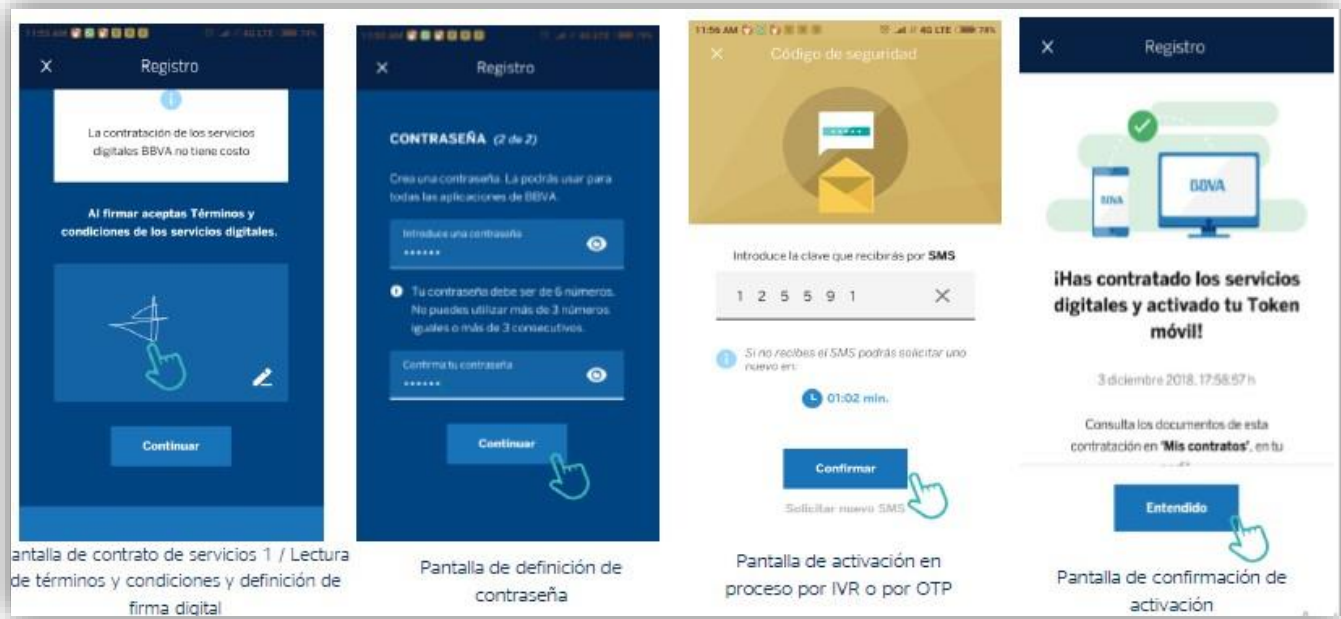 Registro
La contratación de los servicios
digitales BBVA no tiene costo
Al firmar aceptas Términos y
condiciones de los servicios digitales.
Continuar
antalla de contrato de servicios 1 / Lectura
de términos y condiciones y definición de
firma digital
Registro
CONTRASEÑA (2 de 2)
Crea una contraseña. La podrás usar para
todas las aplicaciones de BBVA.
Introduce una contraseña
••••••
Tu contraseña debe ser de 6 números.
No puedes utilizar más de 3 números
iguales o más de 3 consecutivos.
Confirma tu contraseña
••••••
Continuar
Pantalla de definición de
contraseña
11:56 AM 4G LTE 78%
Código de seguridad
Introduce la clave que recibirás por SMS
1 2 5 5 9 1
Si no recibes el SMS podrás solicitar uno
nuevo en:
01:02 min.
Confirmar
Solicitar nuevo SMS
Pantalla de activación en
proceso por IVR o por OTP
Registro
BBVA
BBVA
¡Has contratado los servicios
digitales y activado tu Token
móvil!
3 diciembre 2018, 17:58:57 h
Consulta los documentos de esta
contratación en "Mis contratos", en tu
Entendido
Pantalla de confirmación de
activación